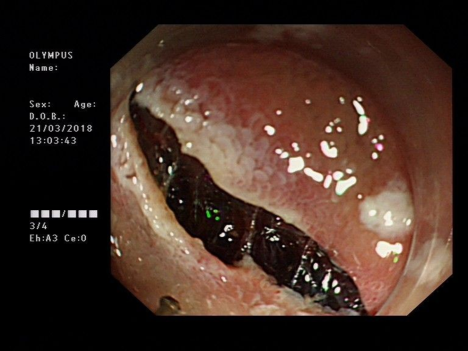 OLYMPUS
Name:
Sex: Age:
D.O.B.:
21/03/2018
13:03:43
■■■/■■■
3/4
Eh:A3 Ce:0